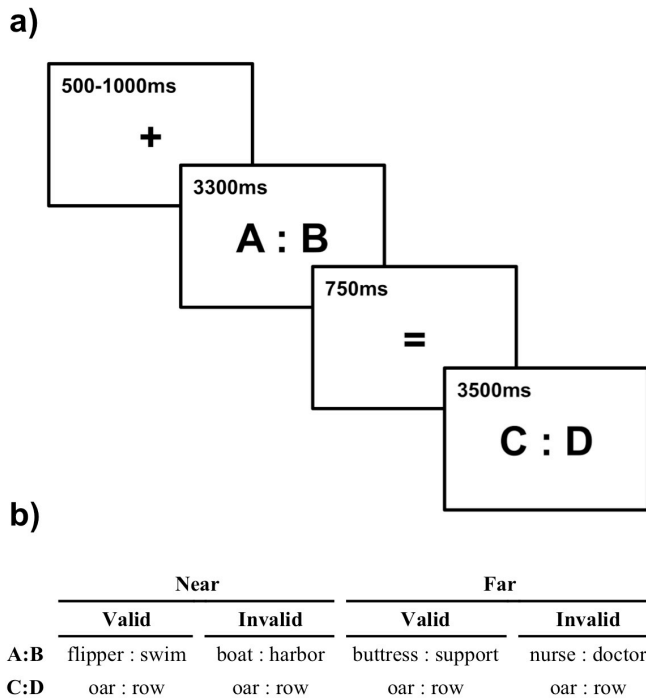 a)
500-1000ms
+
3300ms
A : B
750ms
=
3500ms
C : D
b)
Near Far
Valid Invalid Valid Invalid
A:B flipper : swim boat : harbor buttress : support nurse : doctor
C:D oar : row oar : row oar : row oar : row